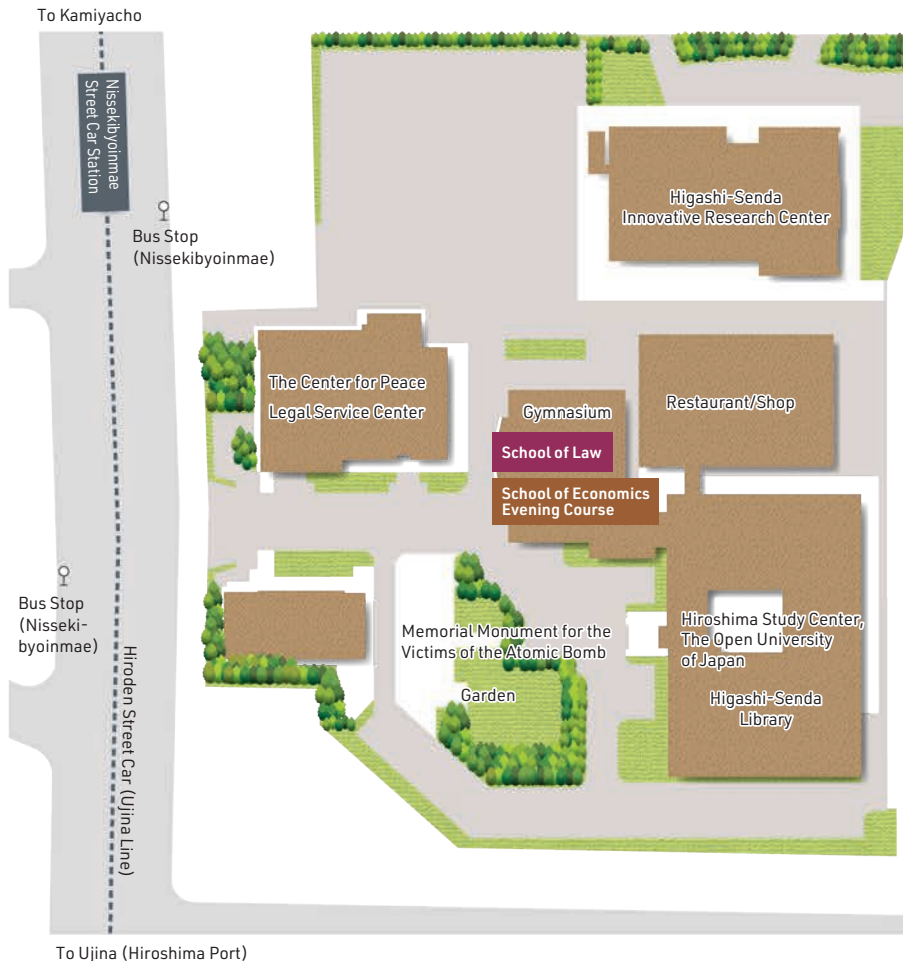 To Kamiyacho
Nissekibyoinmae
Street Car Station
Bus Stop
(Nissekibyoinmae)
Higashi-Senda
Innovative Research Center
The Center for Peace
Legal Service Center
Gymnasium
Restaurant/Shop
School of Law
School of Economics
Evening Course
Bus Stop
(Nisseki-
byoinmae)
Hiroden Street Car (Ujina Line)
Memorial Monument for the
Victims of the Atomic Bomb
Garden
Hiroshima Study Center,
The Open University
of Japan
Higashi-Senda
Library
To Ujina (Hiroshima Port)